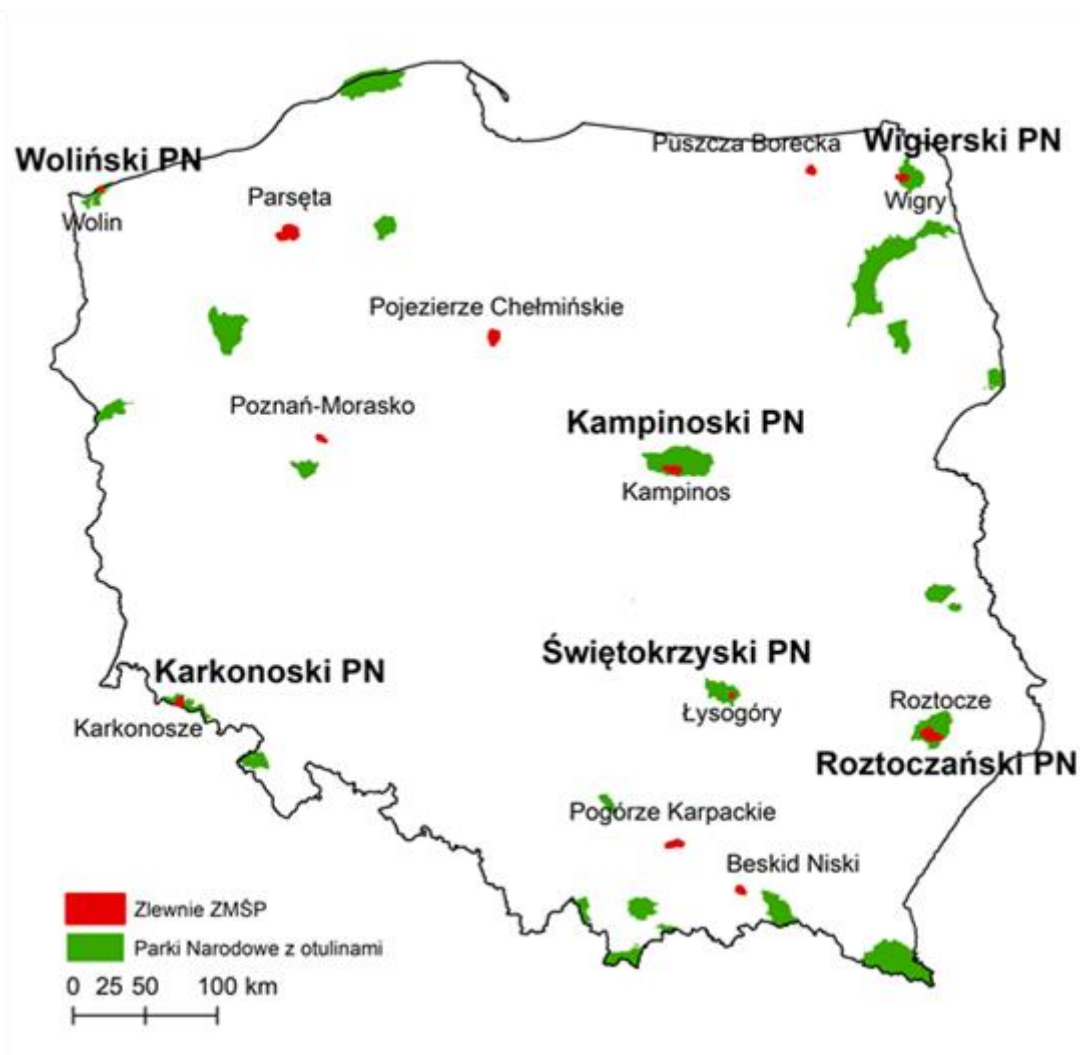 Puszcza Borecka
Wigierski PN
Woliński PN
Parsęta
Wigry
Wolin
Pojezierze Chełmińskie
Poznań-Morasko
Kampinoski PN
Kampinos
Świętokrzyski PN
Karkonoski PN
Roztocze
Łysogóry
Karkonosze
Roztoczański PN
Pogórze Karpackie
Beskid Niski
Zlewnie ZMŚP
Parki Narodowe z otulinami
0 25 50 100 km